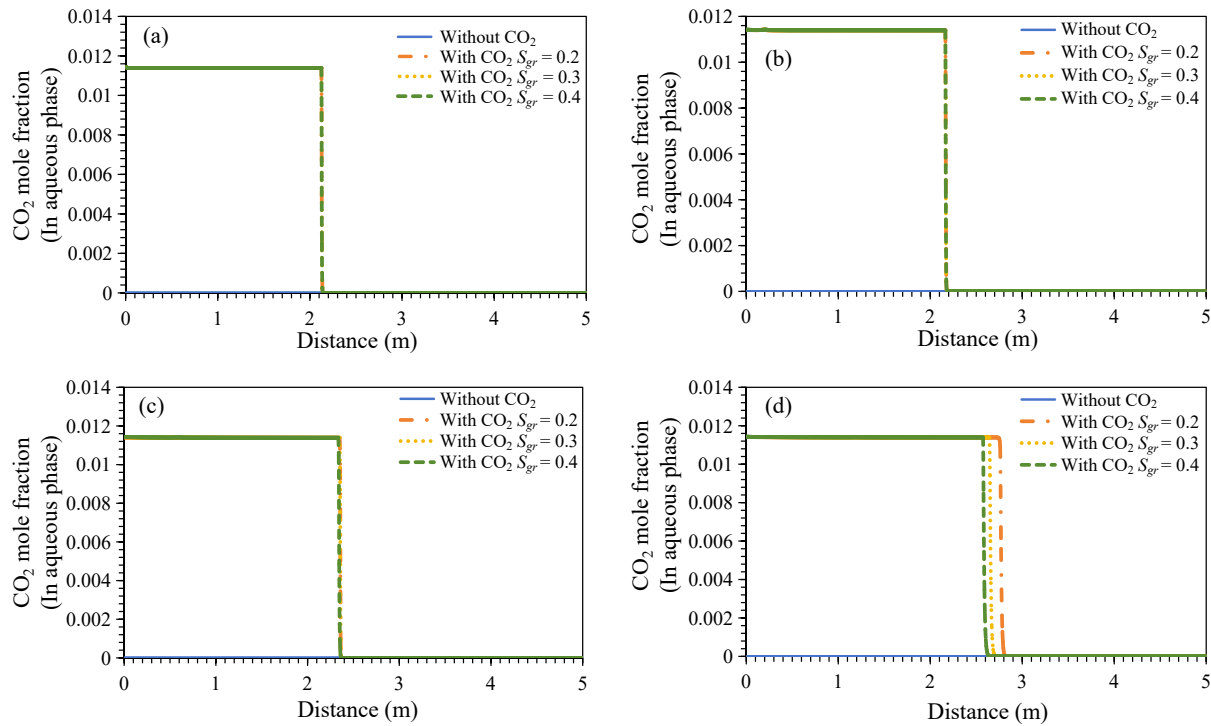 (a)
Without CO₂
With CO₂ Sgr = 0.2
With CO₂ Sgr = 0.3
With CO₂ Sgr = 0.4
0.014
0.012
0.01
0.008
0.006
0.004
0.002
0
CO₂ mole fraction
(In aqueous phase)
0 1 2 3 4 5
Distance (m)
(b)
Without CO₂
With CO₂ Sgr = 0.2
With CO₂ Sgr = 0.3
With CO₂ Sgr = 0.4
0.012
0.01
0.008
0.006
0.004
0.002
0
CO₂ mole fraction
(In aqueous phase)
0 1 2 3 4 5
Distance (m)
(c)
Without CO₂
With CO₂ Sgr = 0.2
With CO₂ Sgr = 0.3
With CO₂ Sgr = 0.4
0.014
0.012
0.01
0.008
0.006
0.004
0.002
0
CO₂ mole fraction
(In aqueous phase)
0 1 2 3 4 5
Distance (m)
(d)
Without CO₂
With CO₂ Sgr = 0.2
With CO₂ Sgr = 0.3
With CO₂ Sgr = 0.4
0.014
0.012
0.01
0.008
0.006
0.004
0.002
0
CO₂ mole fraction
(In aqueous phase)
0 1 2 3 4 5
Distance (m)